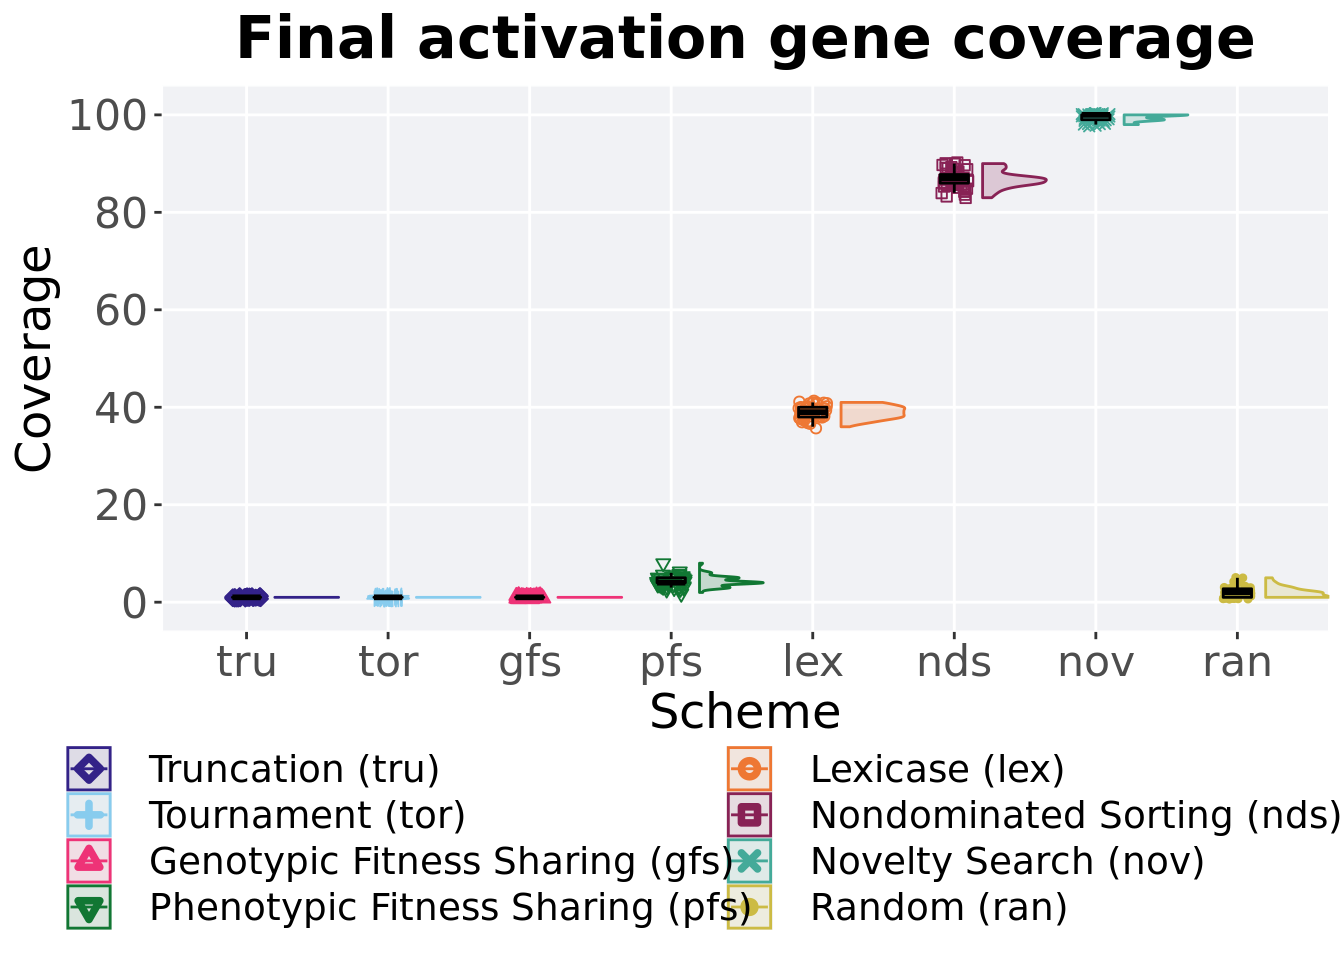 Final activation gene coverage
Coverage
100
80
60
40
20
0
tru tor gfs pfs lex nds nov ran
Scheme
Truncation (tru)
Tournament (tor)
Genotypic Fitness Sharing (gfs)
Phenotypic Fitness Sharing (pfs)
Lexicase (lex)
Nondominated Sorting (nds)
Novelty Search (nov)
Random (ran)